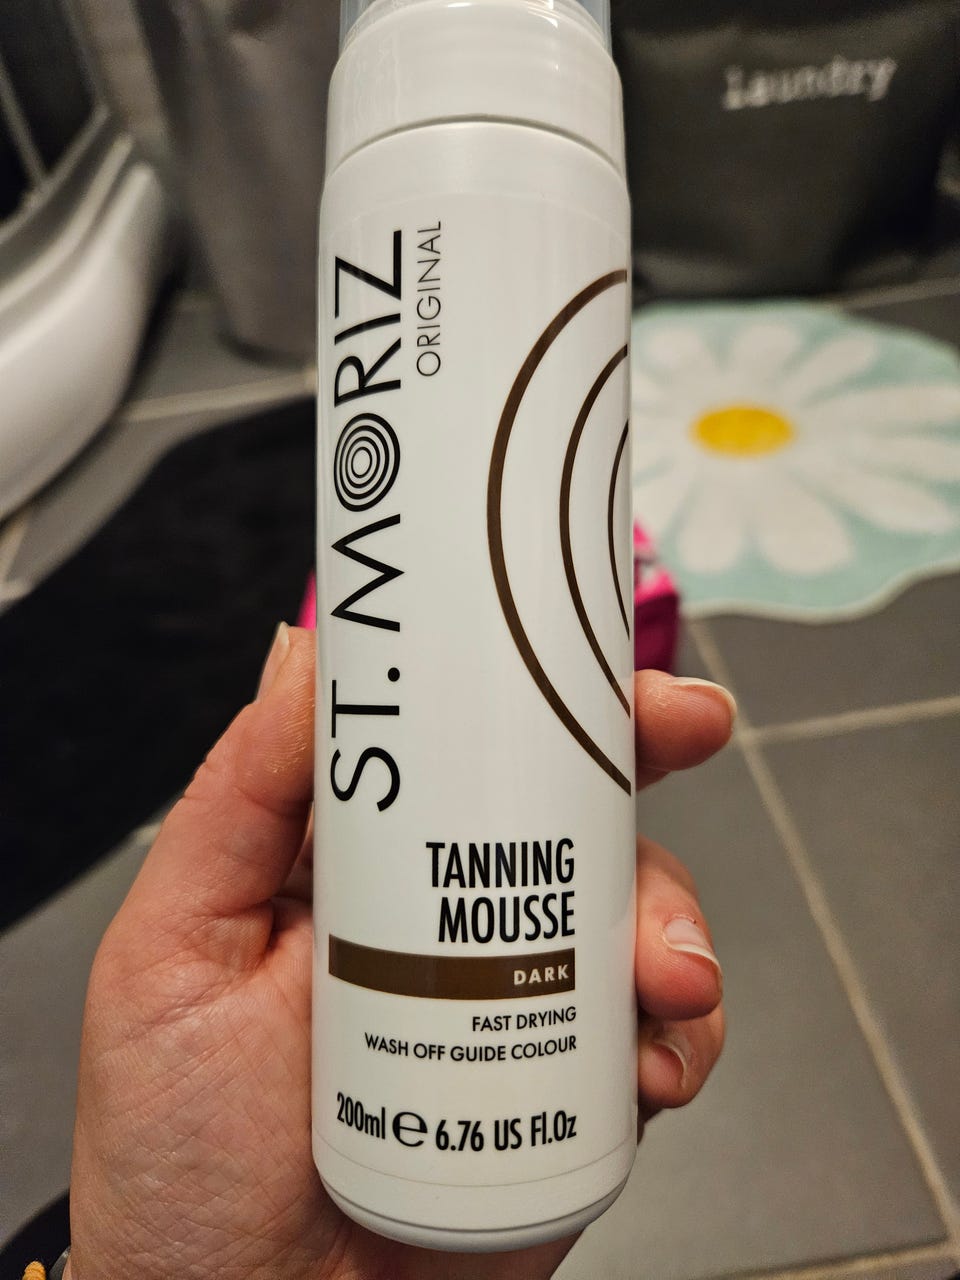 Laundry
ST. MORIZ
ORIGINAL
TANNING
MOUSSE
DARK
FAST DRYING
WASH OFF GUIDE COLOUR
200ml e 6.76 US Fl.Oz